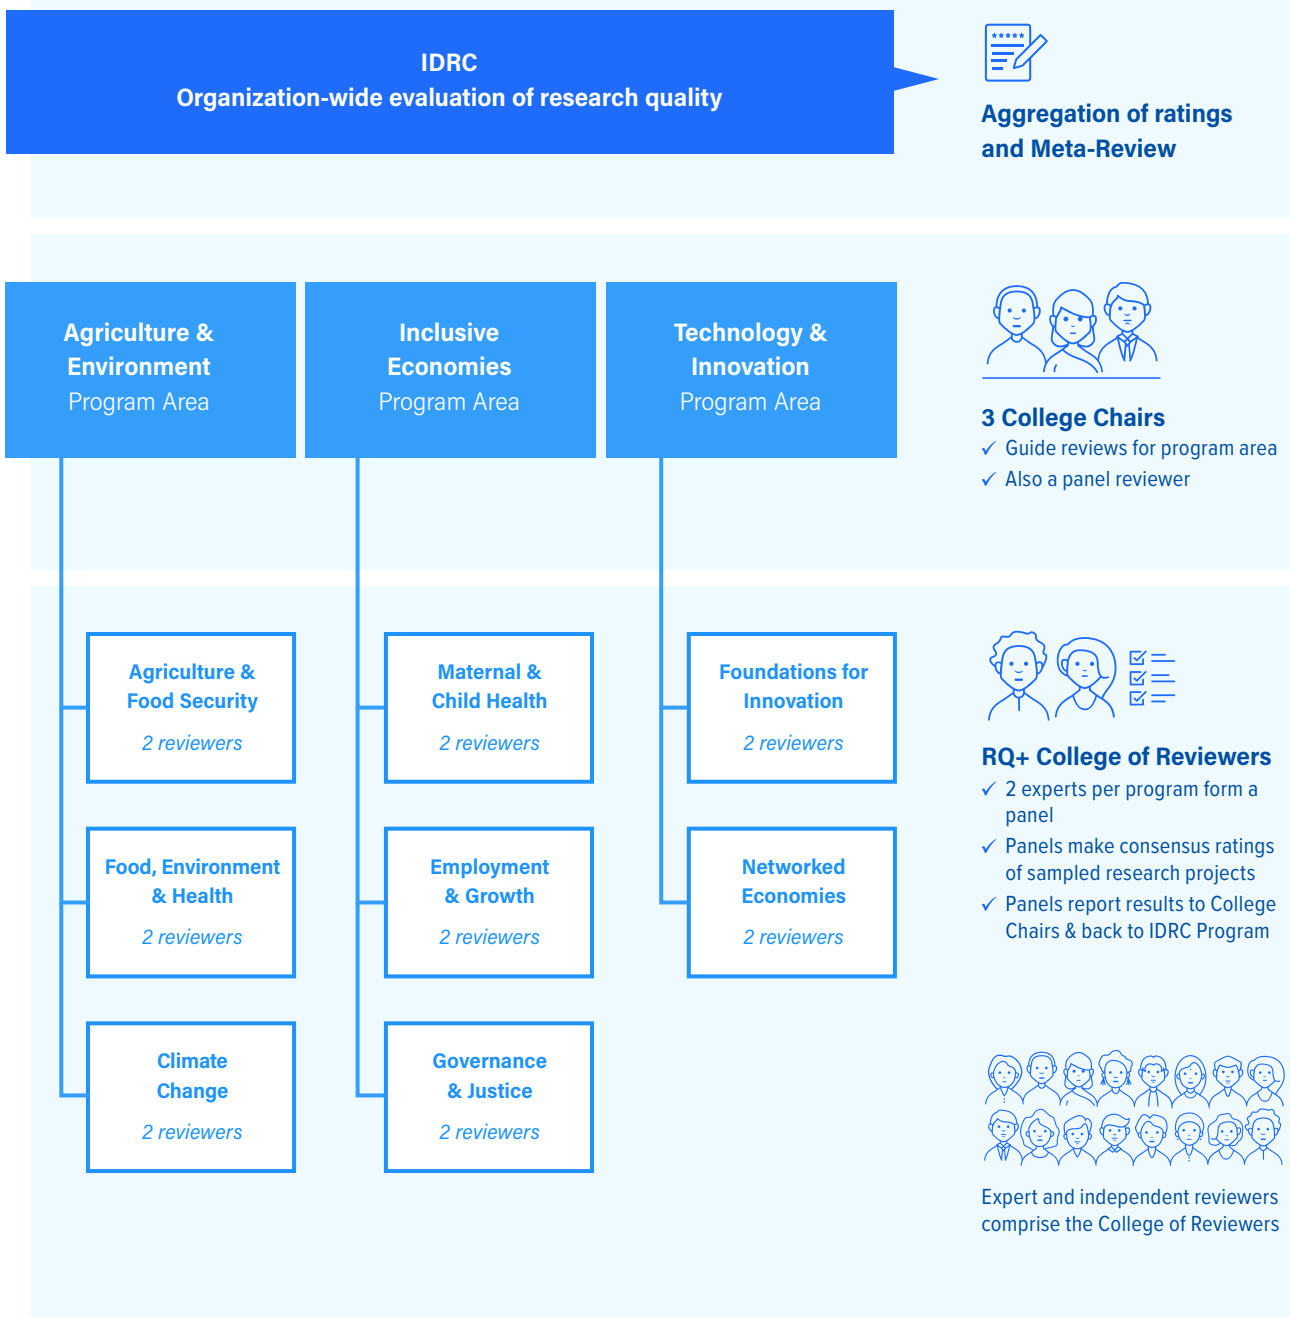 IDRC
Organization-wide evaluation of research quality
Aggregation of ratings
and Meta-Review
Agriculture &
Environment
Program Area
Inclusive
Economies
Program Area
Technology &
Innovation
Program Area
3 College Chairs
✓ Guide reviews for program area
✓ Also a panel reviewer
Agriculture &
Food Security
2 reviewers
Maternal &
Child Health
2 reviewers
Foundations for
Innovation
2 reviewers
Food, Environment
& Health
2 reviewers
Employment
& Growth
2 reviewers
Networked
Economies
2 reviewers
Climate
Change
2 reviewers
Governance
& Justice
2 reviewers
RQ+ College of Reviewers
✓ 2 experts per program form a
panel
✓ Panels make consensus ratings
of sampled research projects
✓ Panels report results to College
Chairs & back to IDRC Program
Expert and independent reviewers
comprise the College of Reviewers